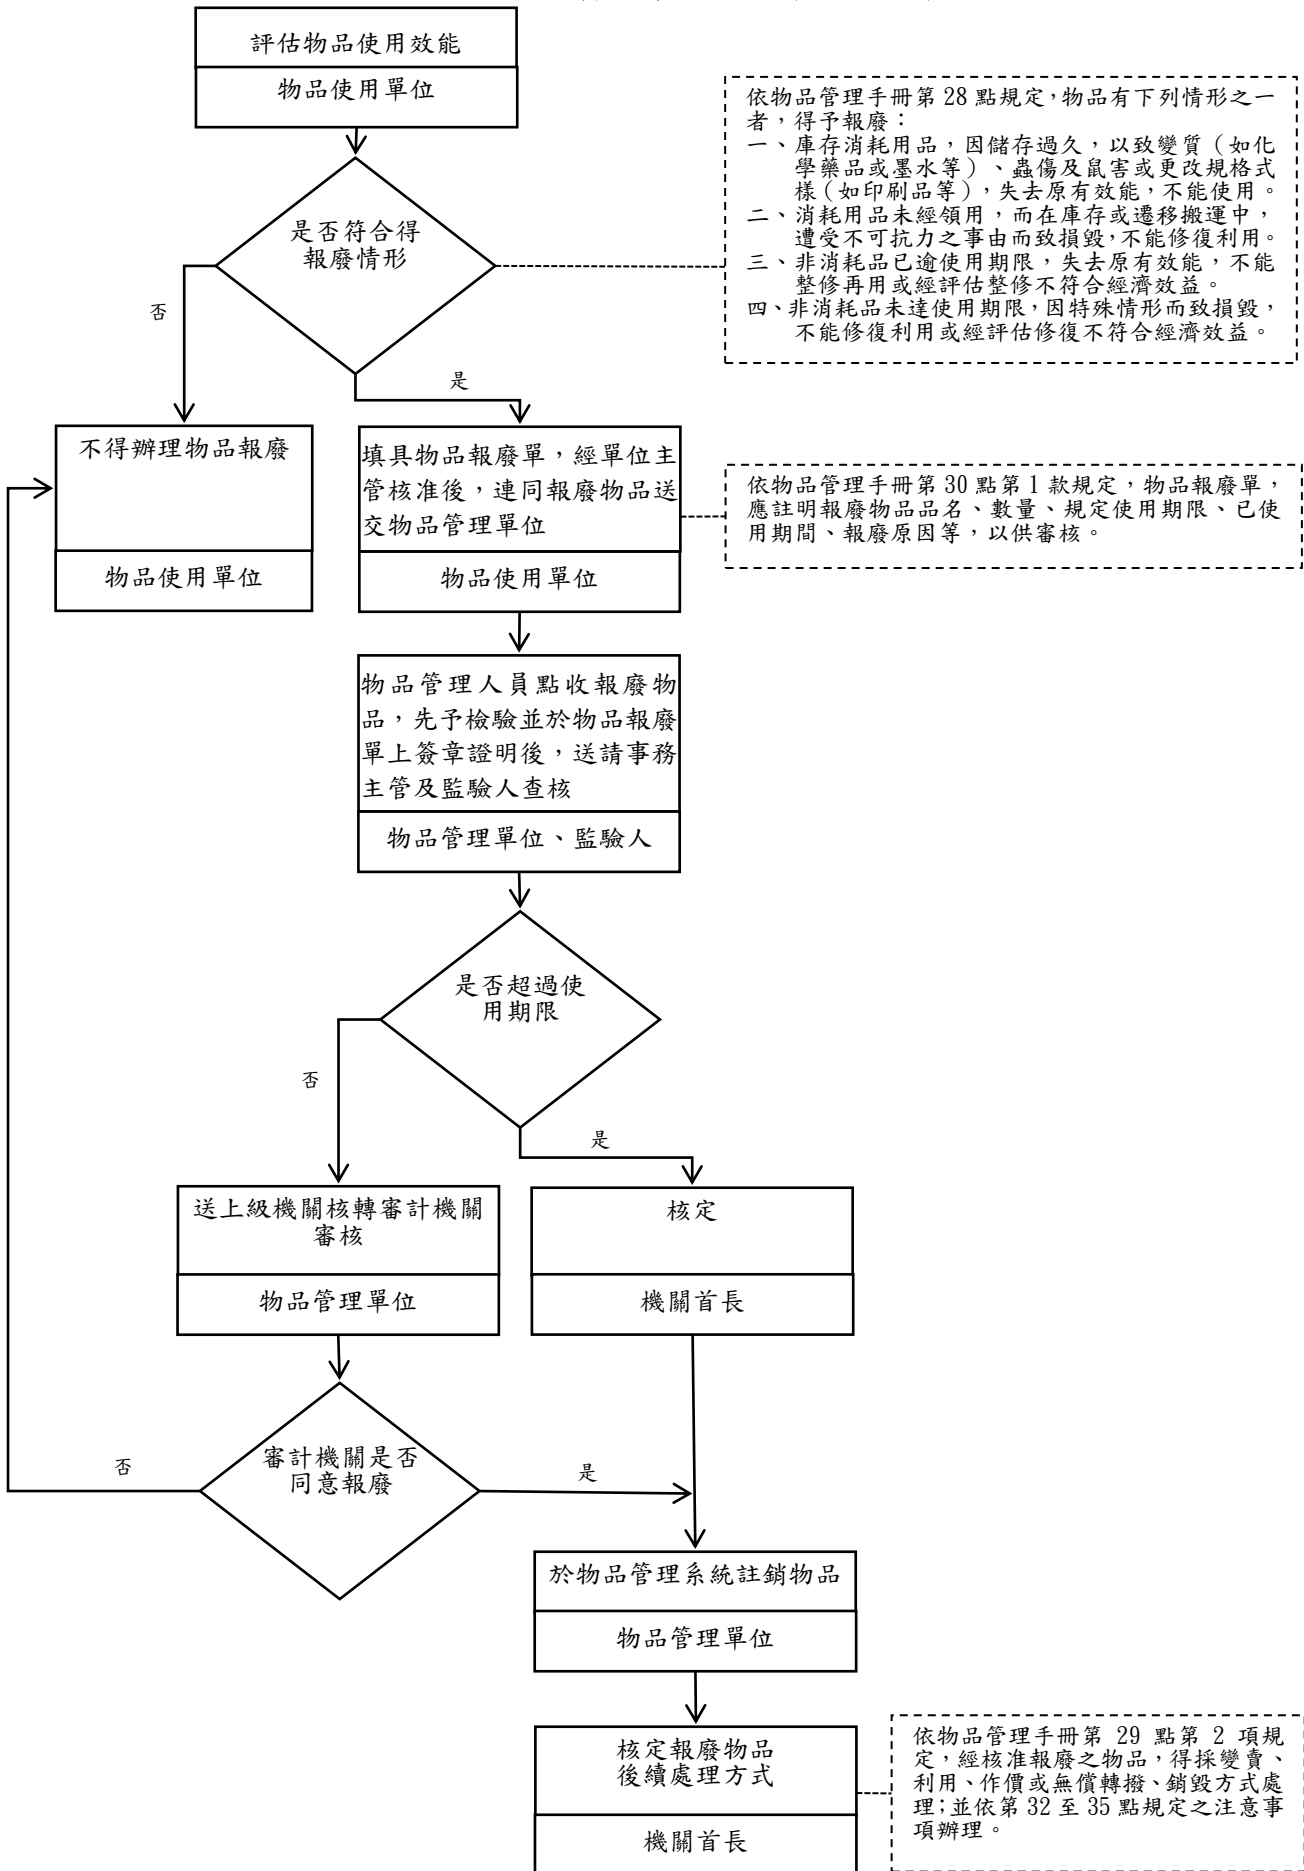 評估物品使用效能
物品使用單位
依物品管理手冊第 28 點規定，物品有下列情形之一
者，得予報廢：
一、庫存消耗用品，因儲存過久，以致變質（如化
學藥品或墨水等）、蟲傷及鼠害或更改規格式
樣（如印刷品等），失去原有效能，不能使用。
二、消耗用品未經領用，而在庫存或遷移搬運中，
遭受不可抗力之事由而致損毀，不能修復利用。
三、非消耗品已逾使用期限，失去原有效能，不能
整修再用或經評估整修不符合經濟效益。
四、非消耗品未達使用期限，因特殊情形而致損毀，
不能修復利用或經評估修復不符合經濟效益。
是否符合得
報廢情形
否
是
不得辦理物品報廢
物品使用單位
填具物品報廢單，經單位主
管核准後，連同報廢物品送
交物品管理單位
物品使用單位
依物品管理手冊第 30 點第 1 款規定，物品報廢單，
應註明報廢物品品名、數量、規定使用期限、已使
用期間、報廢原因等，以供審核。
物品管理人員點收報廢物
品，先予檢驗並於物品報廢
單上簽章證明後，送請事務
主管及監驗人查核
物品管理單位、監驗人
是否超過使
用期限
否
是
送上級機關核轉審計機關
審核
物品管理單位
核定
機關首長
審計機關是否
同意報廢
否
是
於物品管理系統註銷物品
物品管理單位
核定報廢物品
後續處理方式
機關首長
依物品管理手冊第 29 點第 2 項規
定，經核准報廢之物品，得採變賣、
利用、作價或無償轉撥、銷毀方式處
理；並依第 32 至 35 點規定之注意事
項辦理。